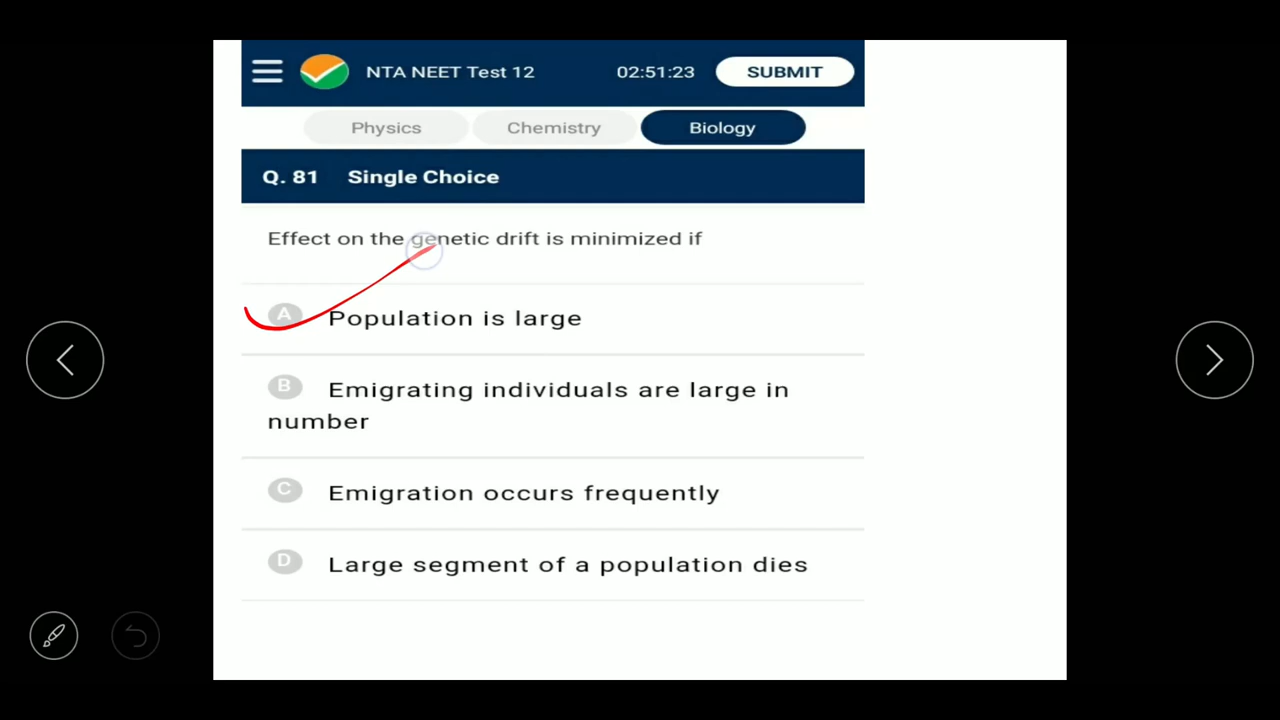 NTA NEET Test 12 02:51:23 SUBMIT
Physics Chemistry Biology
Q. 81 Single Choice
Effect on the genetic drift is minimized if
A Population is large
B Emigrating individuals are large in
number
C Emigration occurs frequently
D Large segment of a population dies